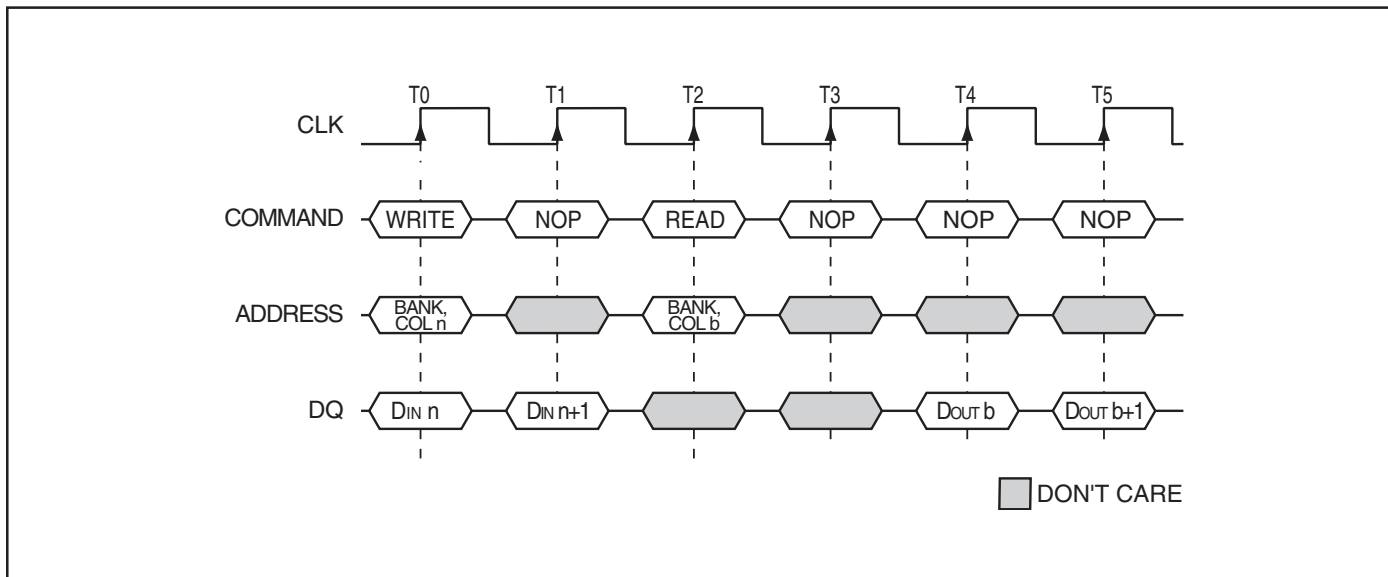 T0 T1 T2 T3 T4 T5
CLK
COMMAND WRITE NOP READ NOP NOP NOP
ADDRESS BANK, COL n BANK, COL b
DQ DIN n DIN n+1 DOUT b DOUT b+1
DON'T CARE